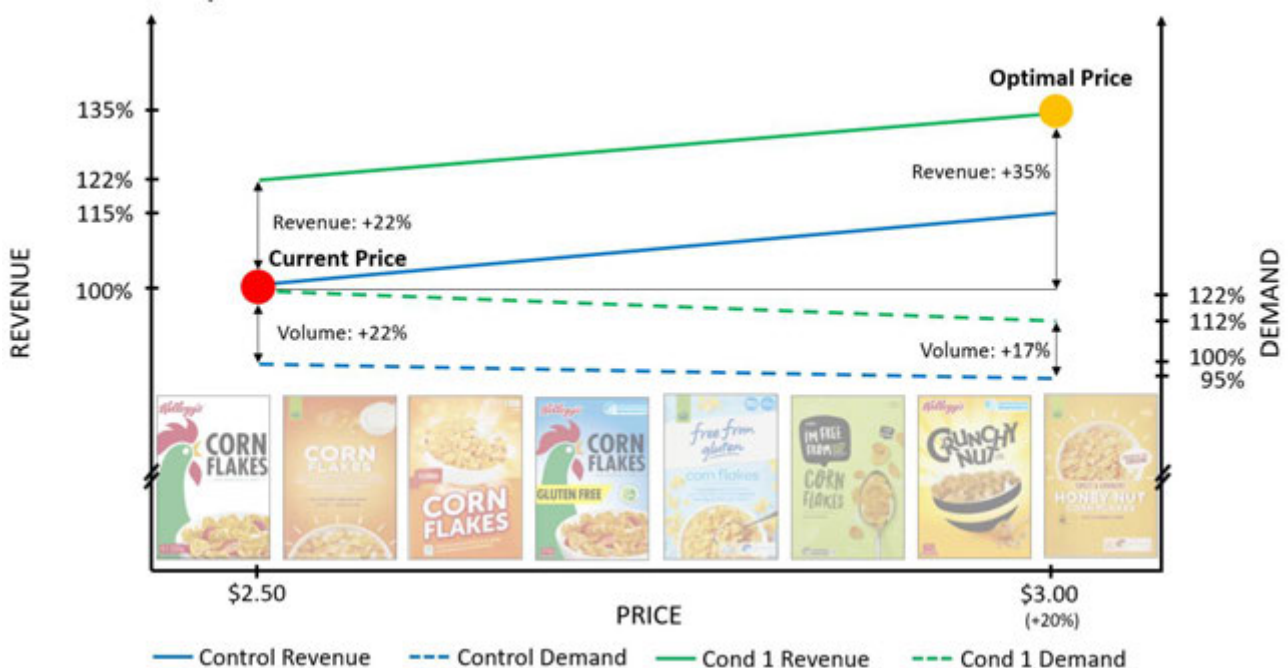 Optimal Price
135%
Revenue: +35%
122%
115%
Revenue: +22%
Current Price
100%
REVENUE
DEMAND
122%
112%
Volume: +22%
Volume: +17%
100%
95%
Kellogg's
CORN
FLAKES
CORN
FLAKES
CORN
FLAKES
Kellogg's
CORN
FLAKES
GLUTEN FREE
free from
gluten
corn flakes
I'M FREE
FROM
CORN
FLAKES
Kellogg's
CRUNCHY
NUT
HONEY NUT
CORN FLAKES
$2.50
PRICE
$3.00
(+20%)
Control Revenue
Control Demand
Cond 1 Revenue
Cond 1 Demand